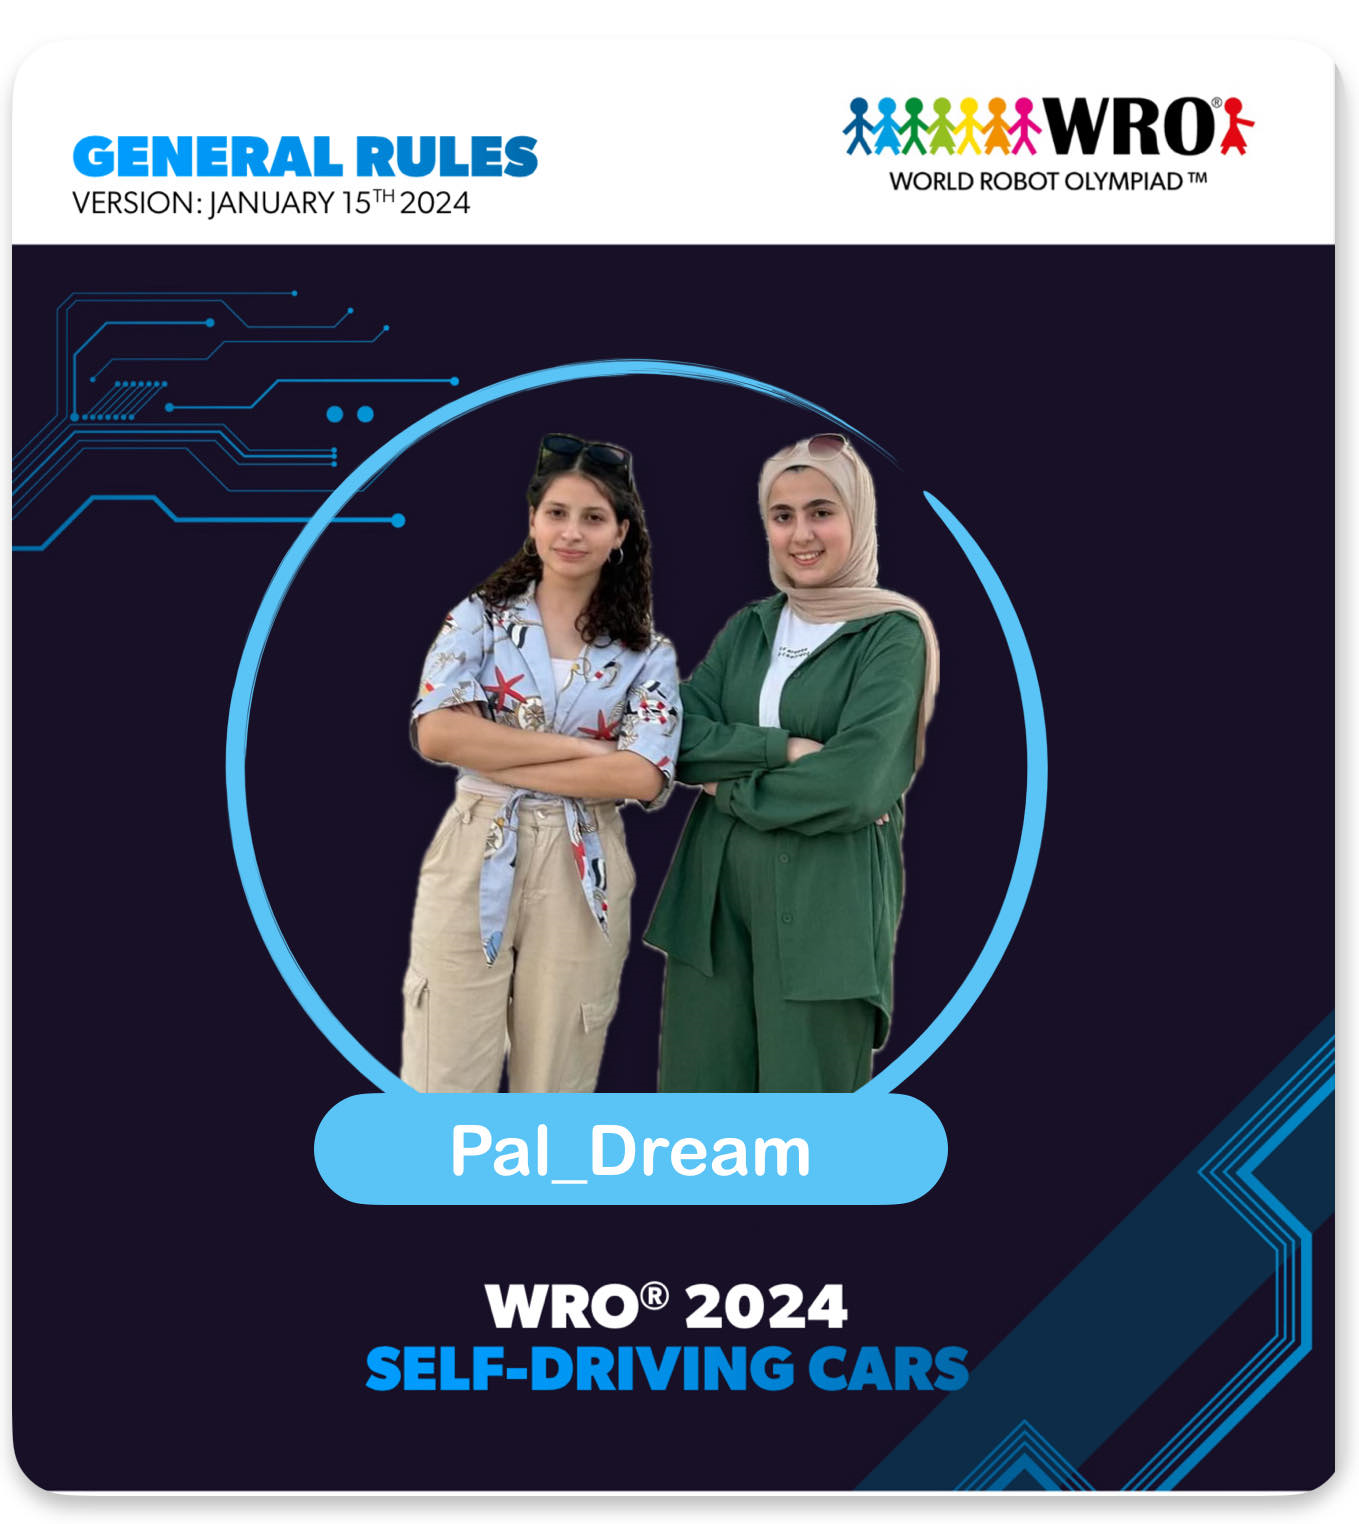 GENERAL RULES
VERSION: JANUARY 15TH 2024
WRO®
WORLD ROBOT OLYMPIAD™
Pal_Dream
WRO® 2024
SELF-DRIVING CARS